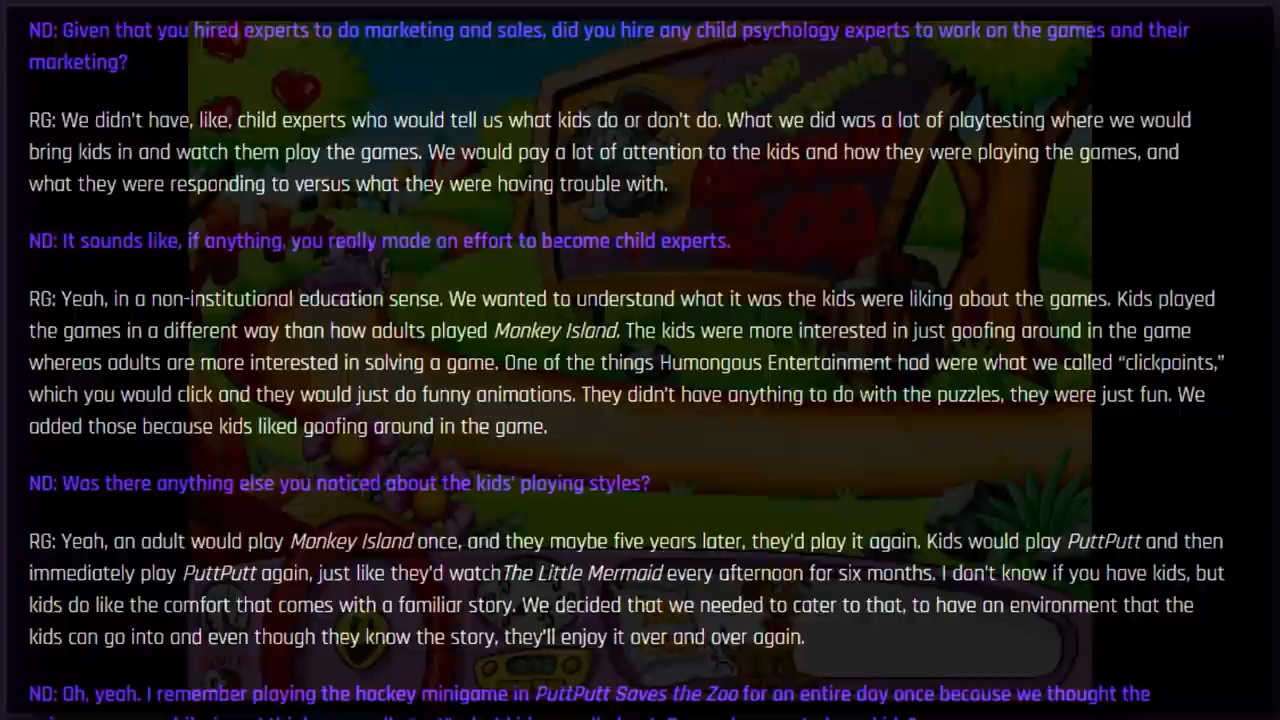 ND: Given that you hired experts to do marketing and sales, did you hire any child psychology experts to work on the games and their
marketing?
RG: We didn't have, like, child experts who would tell us what kids do or don't do. What we did was a lot of playtesting where we would
bring kids in and watch them play the games. We would pay a lot of attention to the kids and how they were playing the games, and
what they were responding to versus what they were having trouble with.
ND: It sounds like, if anything, you really made an effort to become child experts.
RG: Yeah, in a non-institutional education sense. We wanted to understand what it was the kids were liking about the games. Kids played
the games in a different way than how adults played Monkey Island. The kids were more interested in just goofing around in the game
whereas adults are more interested in solving a game. One of the things Humongous Entertainment had were what we called “clickpoints,”
which you would click and they would just do funny animations. They didn't have anything to do with the puzzles, they were just fun. We
added those because kids liked goofing around in the game.
ND: Was there anything else you noticed about the kids' playing styles?
RG: Yeah, an adult would play Monkey Island once, and they maybe five years later, they'd play it again. Kids would play PuttPutt and then
immediately play PuttPutt again, just like they'd watch The Little Mermaid every afternoon for six months. I don't know if you have kids, but
kids do like the comfort that comes with a familiar story. We decided that we needed to cater to that, to have an environment that the
kids can go into and even though they know the story, they'll enjoy it over and over again.
ND: Oh, yeah. I remember playing the hockey minigame in PuttPutt Saves the Zoo for an entire day once because we thought the